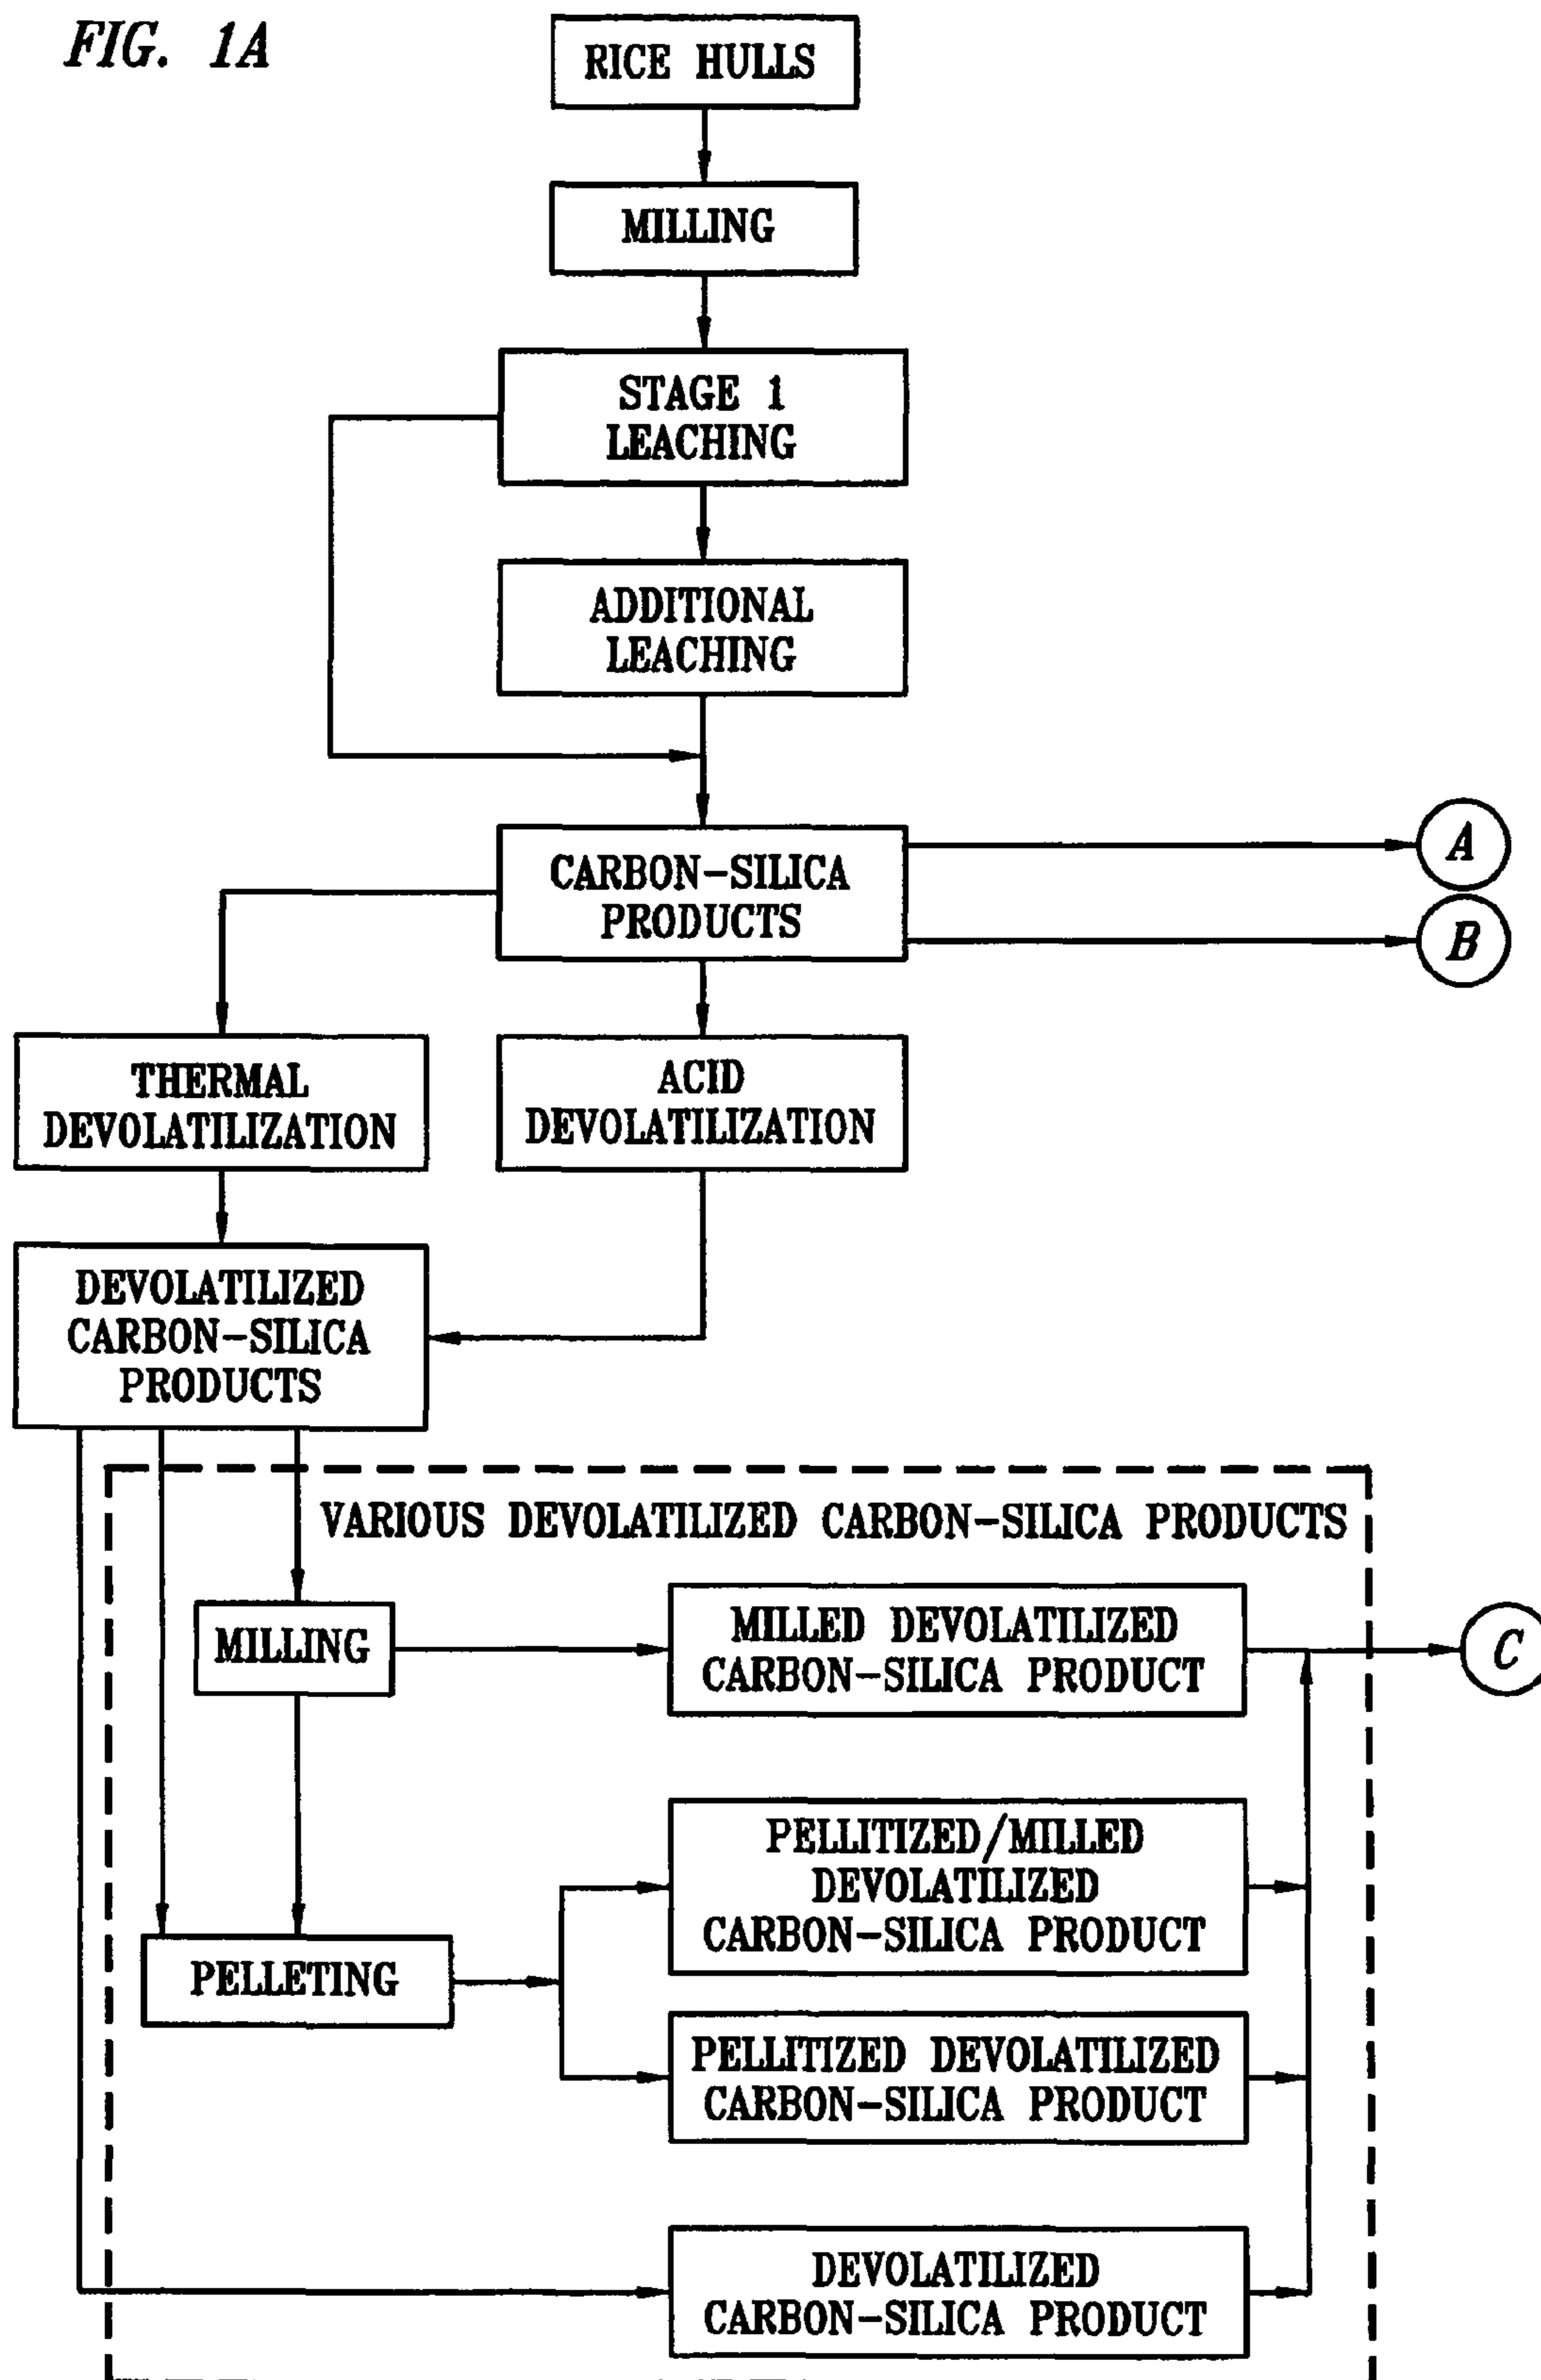 FIG. 1A
RICE HULLS
MILLING
STAGE 1
LEACHING
ADDITIONAL
LEACHING
CARBON-SILICA
PRODUCTS
A
B
THERMAL
DEVOLATILIZATION
ACID
DEVOLATILIZATION
DEVOLATILIZED
CARBON-SILICA
PRODUCTS
VARIOUS DEVOLATILIZED CARBON-SILICA PRODUCTS
MILLING
MILLED DEVOLATILIZED
CARBON-SILICA PRODUCT
C
PELLITIZED/MILLED
DEVOLATILIZED
CARBON-SILICA PRODUCT
PELLETING
PELLITIZED DEVOLATILIZED
CARBON-SILICA PRODUCT
DEVOLATILIZED
CARBON-SILICA PRODUCT